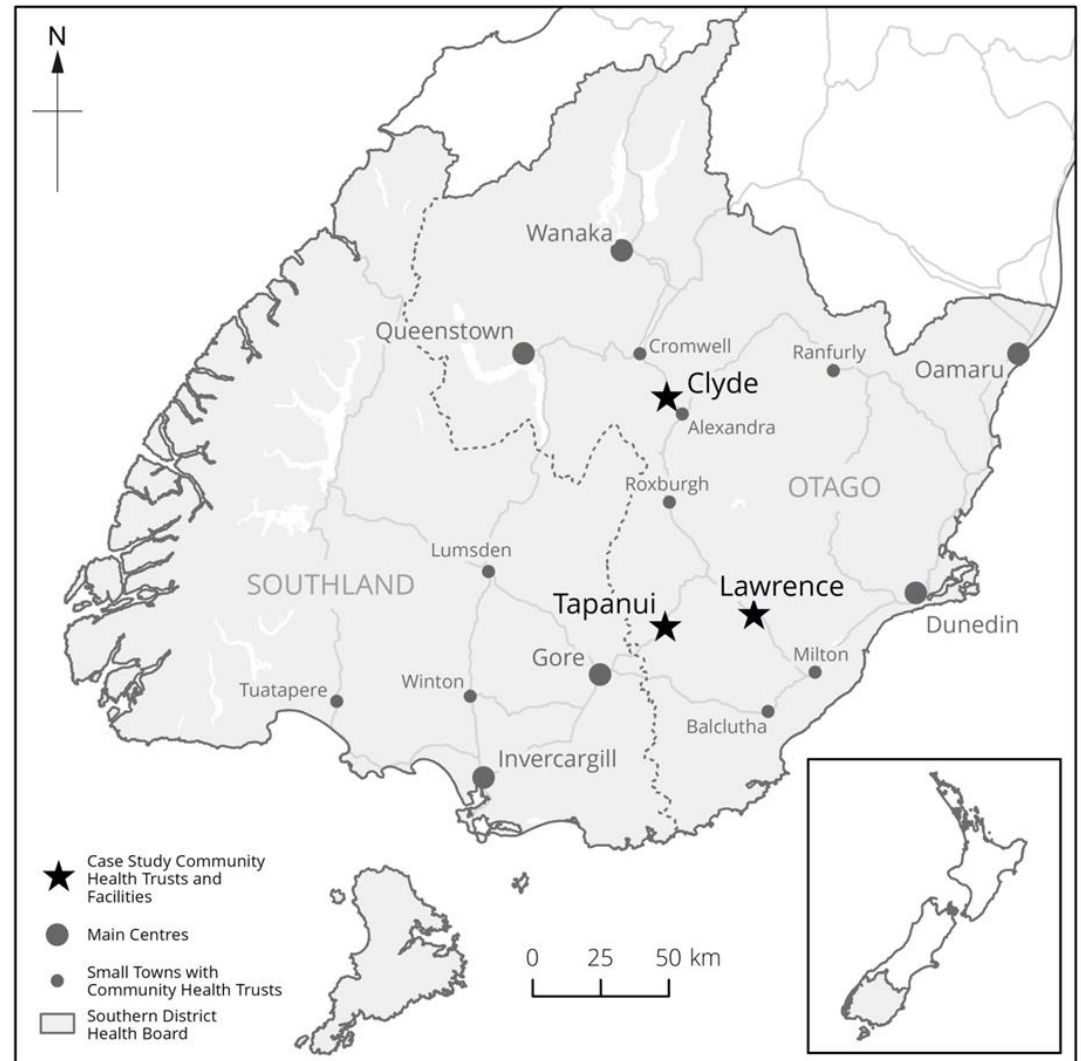 N
Wanaka
Queenstown
Cromwell
Ranfurly
Oamaru
Clyde
Alexandra
Roxburgh
OTAGO
Lumsden
SOUTHLAND
Tapanui
Lawrence
Dunedin
Gore
Milton
Tuatapere
Winton
Balclutha
Invercargill
Case Study Community
Health Trusts and
Facilities
Main Centres
Small Towns with
Community Health Trusts
Southern District
Health Board
0 25 50 km